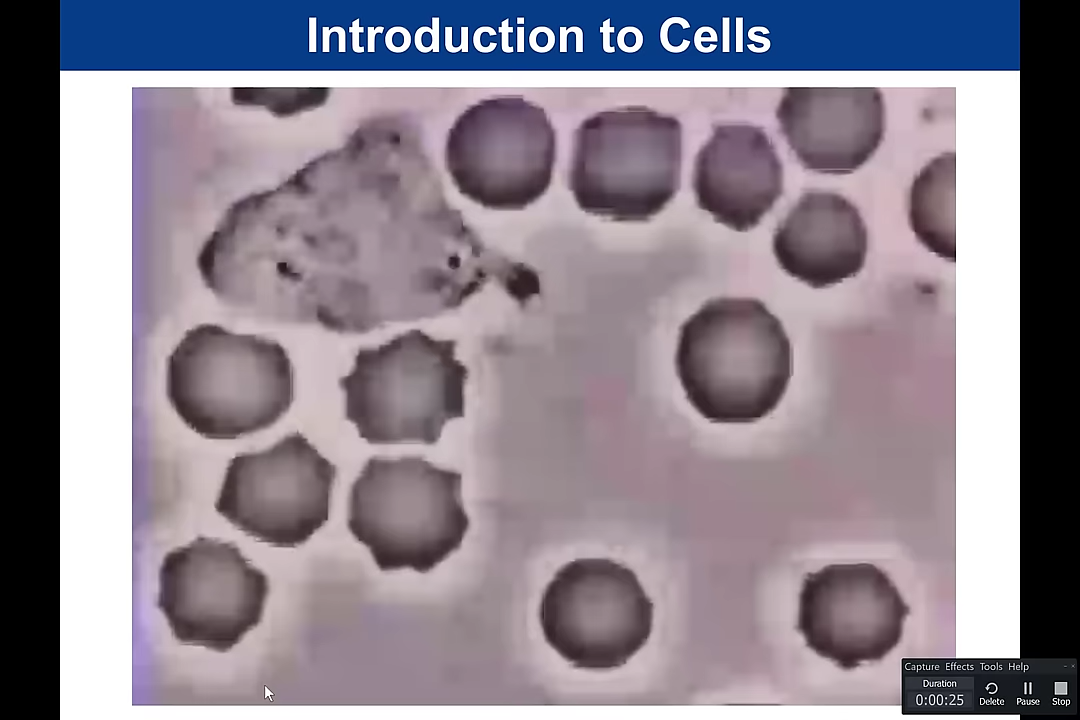 Introduction to Cells
Capture Effects Tools Help
Duration
0:00:25
Delete Pause Stop